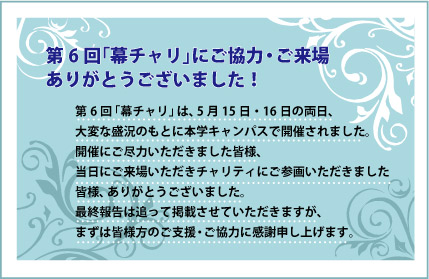 第6回「幕チャリ」にご協力・ご来場
ありがとうございました！
第6回「幕チャリ」は、5月15日・16日の両日、
大変な盛況のもとに本学キャンパスで開催されました。
開催にご尽力いただきました皆様、
当日にご来場いただきチャリティにご参画いただきました
皆様、ありがとうございました。
最終報告は追って掲載させていただきますが、
まずは皆様方のご支援・ご協力に感謝申し上げます。